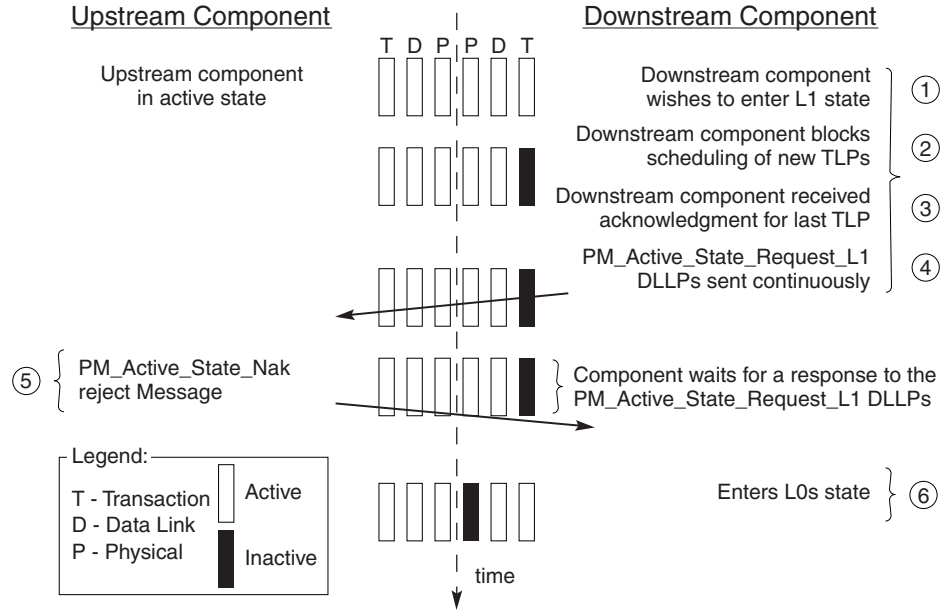 Upstream Component
Downstream Component
T D P P D T
Upstream component
in active state
Downstream component
wishes to enter L1 state
1
Downstream component blocks
scheduling of new TLPs
2
Downstream component received
acknowledgment for last TLP
3
PM_Active_State_Request_L1
DLLPs sent continuously
4
5
PM_Active_State_Nak
reject Message
Component waits for a response to the
PM_Active_State_Request_L1 DLLPs
Legend:
T - Transaction
D - Data Link
P - Physical
Active
Inactive
Enters L0s state
6
time